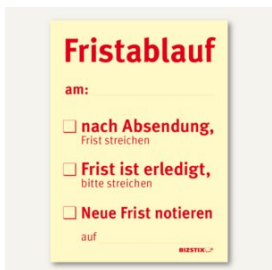 Fristablauf
am:
nach Absendung,
Frist streichen
Frist ist erledigt,
bitte streichen
Neue Frist notieren
auf
BIZSTIX